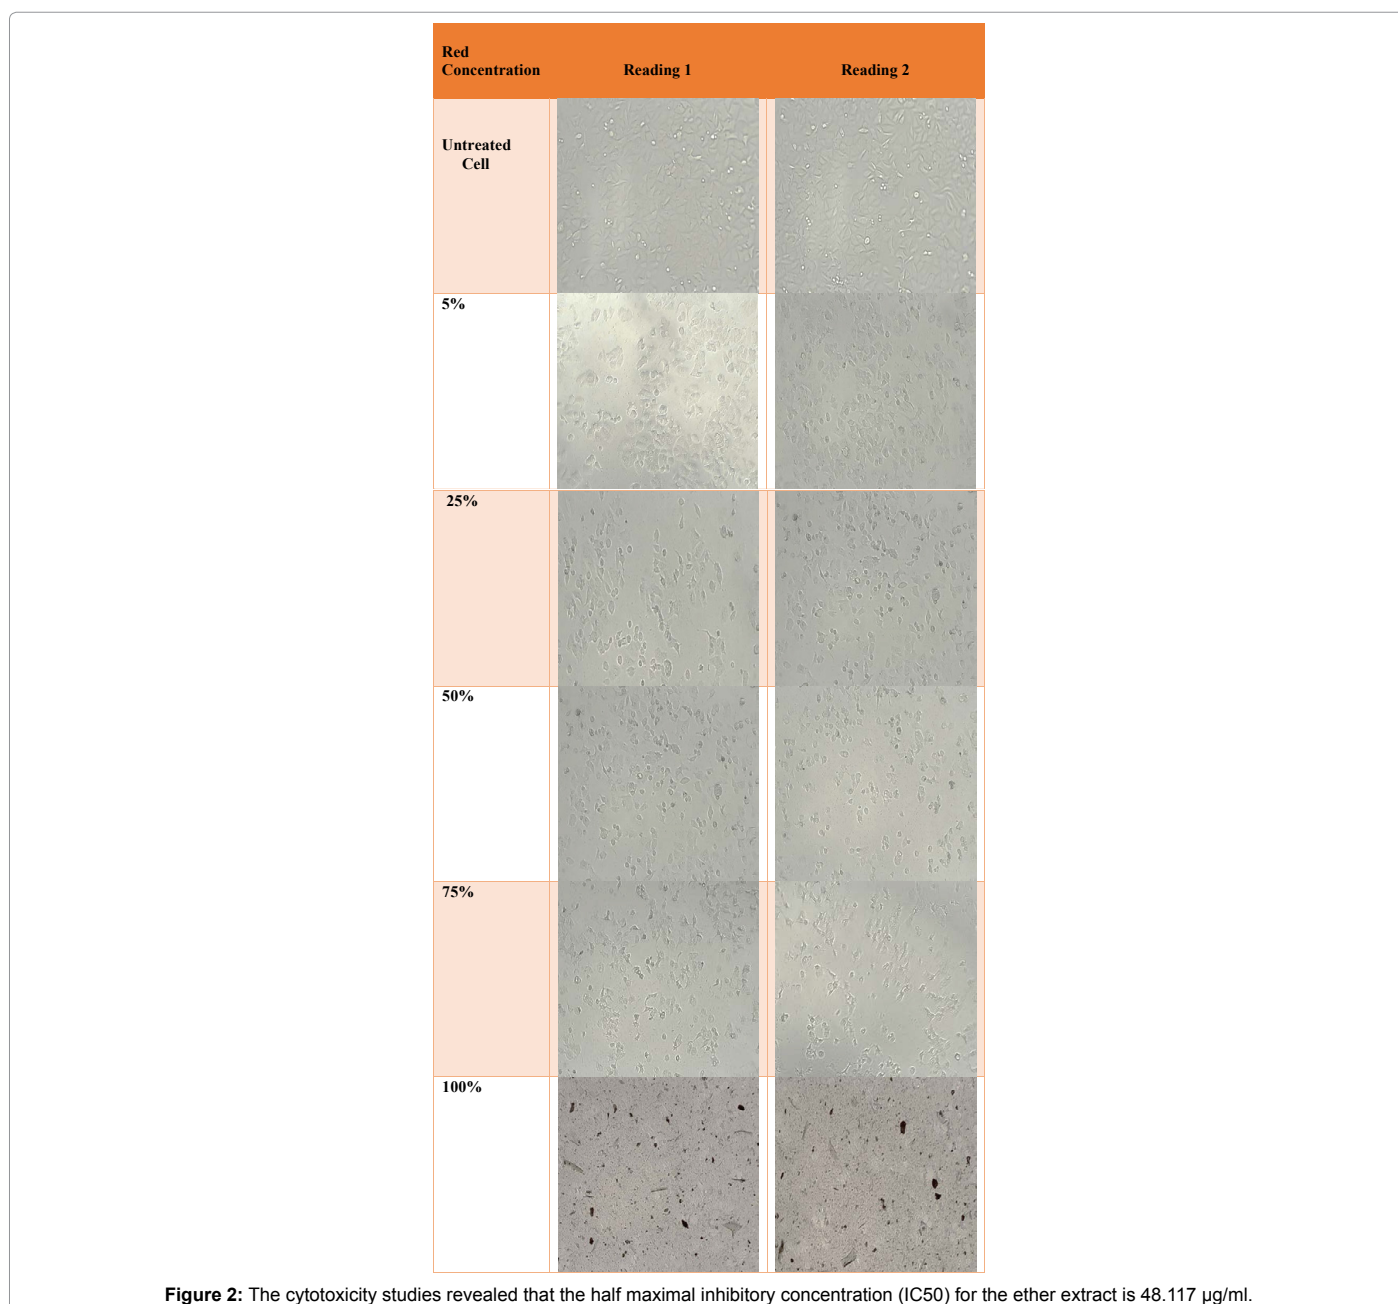 Red
Concentration Reading 1 Reading 2
Untreated
Cell
5%
25%
50%
75%
100%
Figure 2: The cytotoxicity studies revealed that the half maximal inhibitory concentration (IC50) for the ether extract is 48.117 μg/ml.